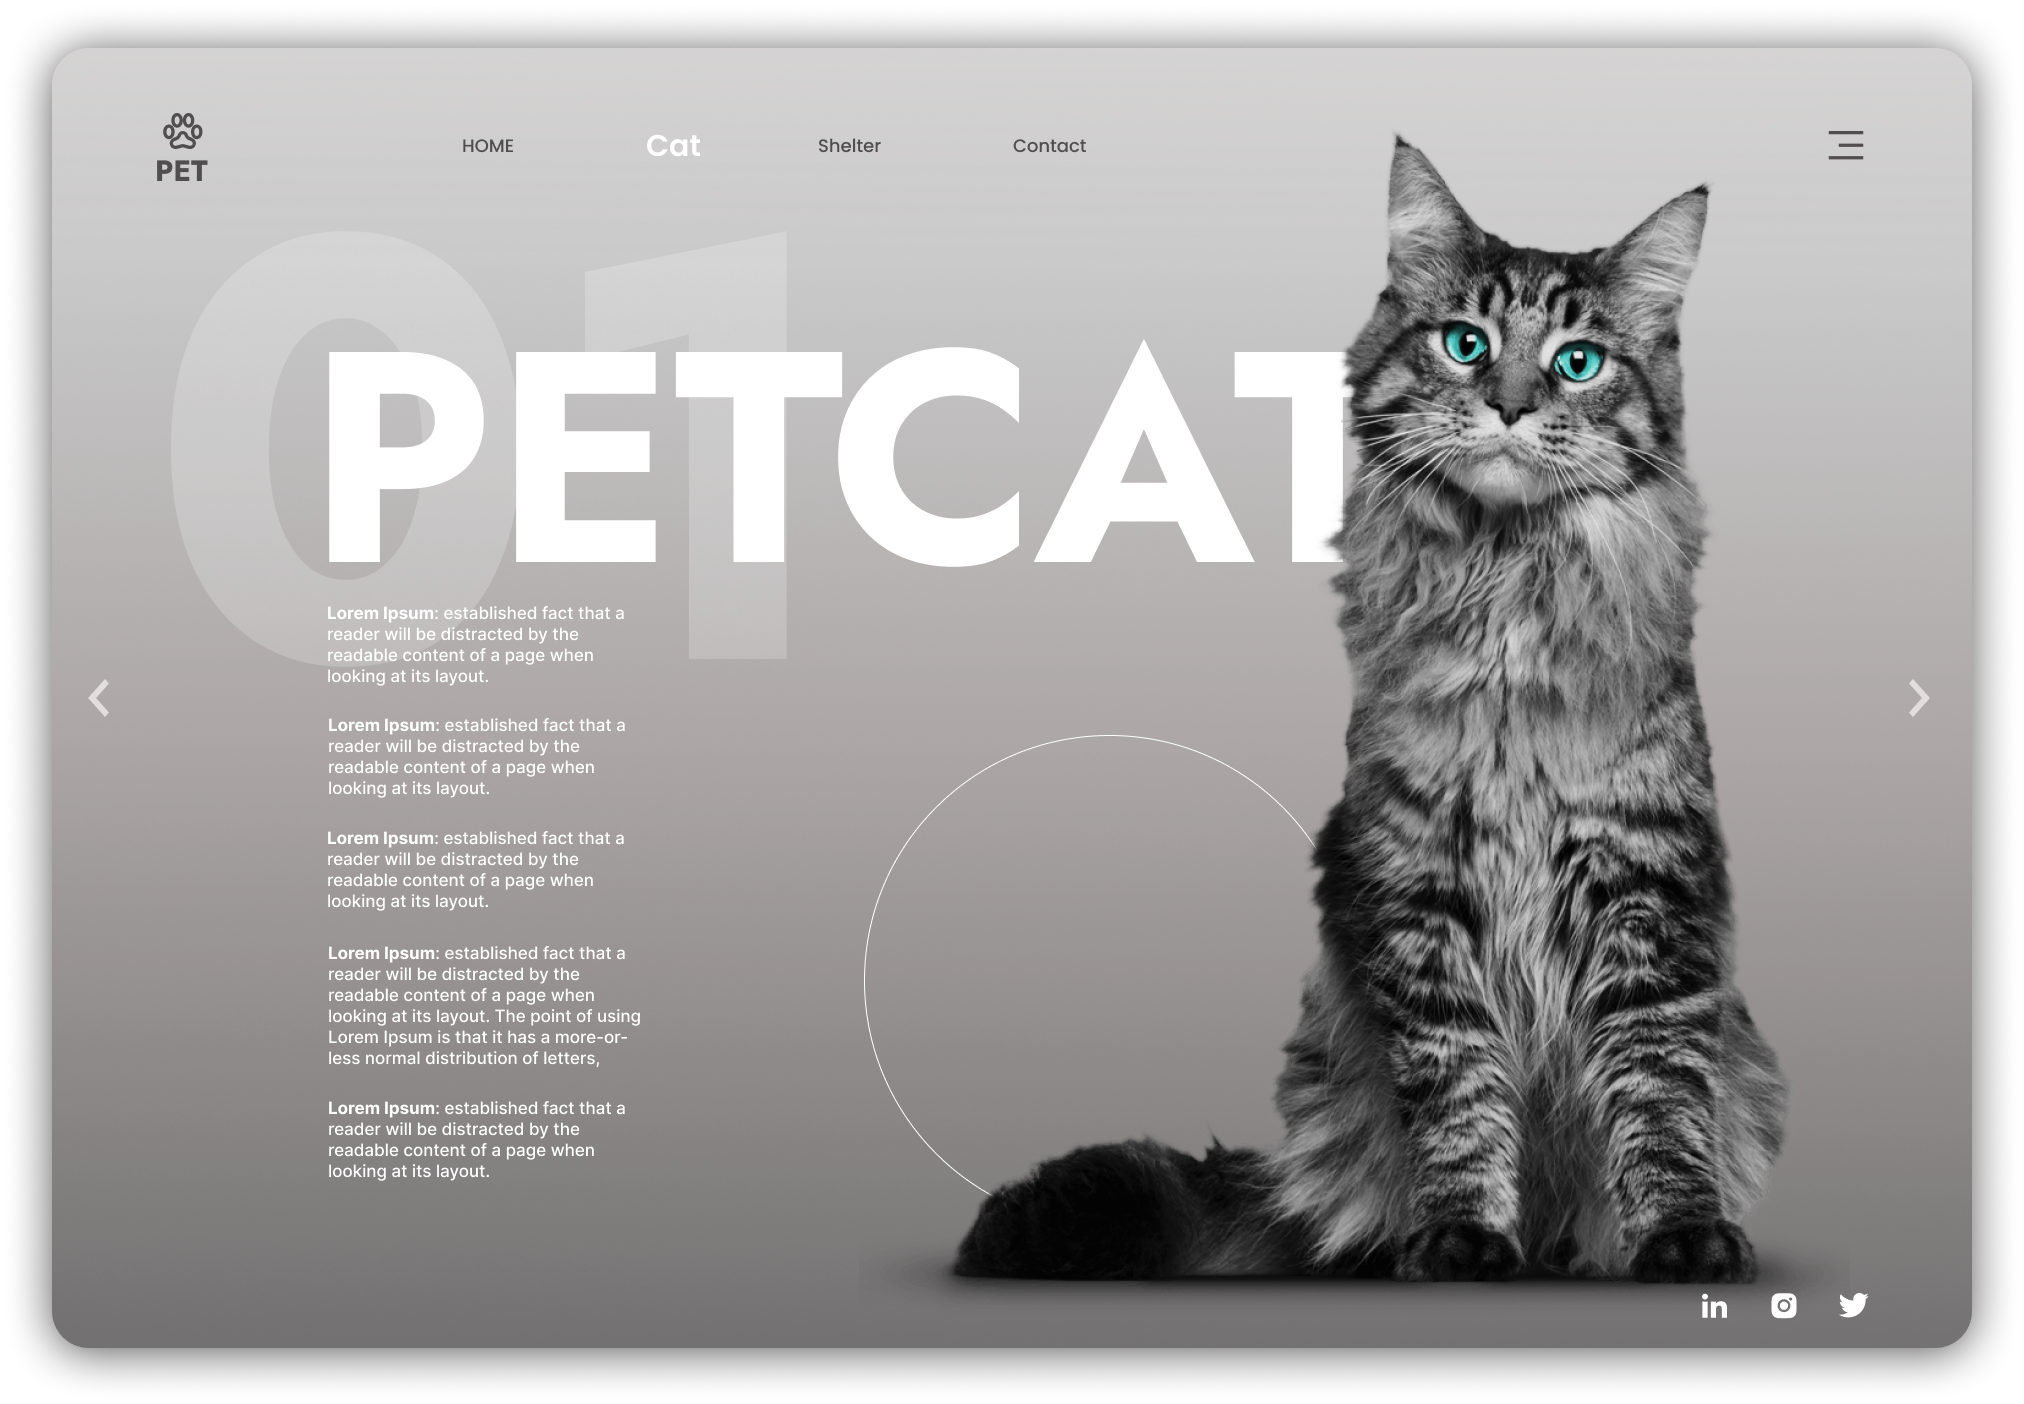 PET
HOME
Cat
Shelter
Contact
01
PETCAT
Lorem Ipsum: established fact that a
reader will be distracted by the
readable content of a page when
looking at its layout.
Lorem Ipsum: established fact that a
reader will be distracted by the
readable content of a page when
looking at its layout.
Lorem Ipsum: established fact that a
reader will be distracted by the
readable content of a page when
looking at its layout.
Lorem Ipsum: established fact that a
reader will be distracted by the
readable content of a page when
looking at its layout. The point of using
Lorem Ipsum is that it has a more-or-
less normal distribution of letters,
Lorem Ipsum: established fact that a
reader will be distracted by the
readable content of a page when
looking at its layout.
in